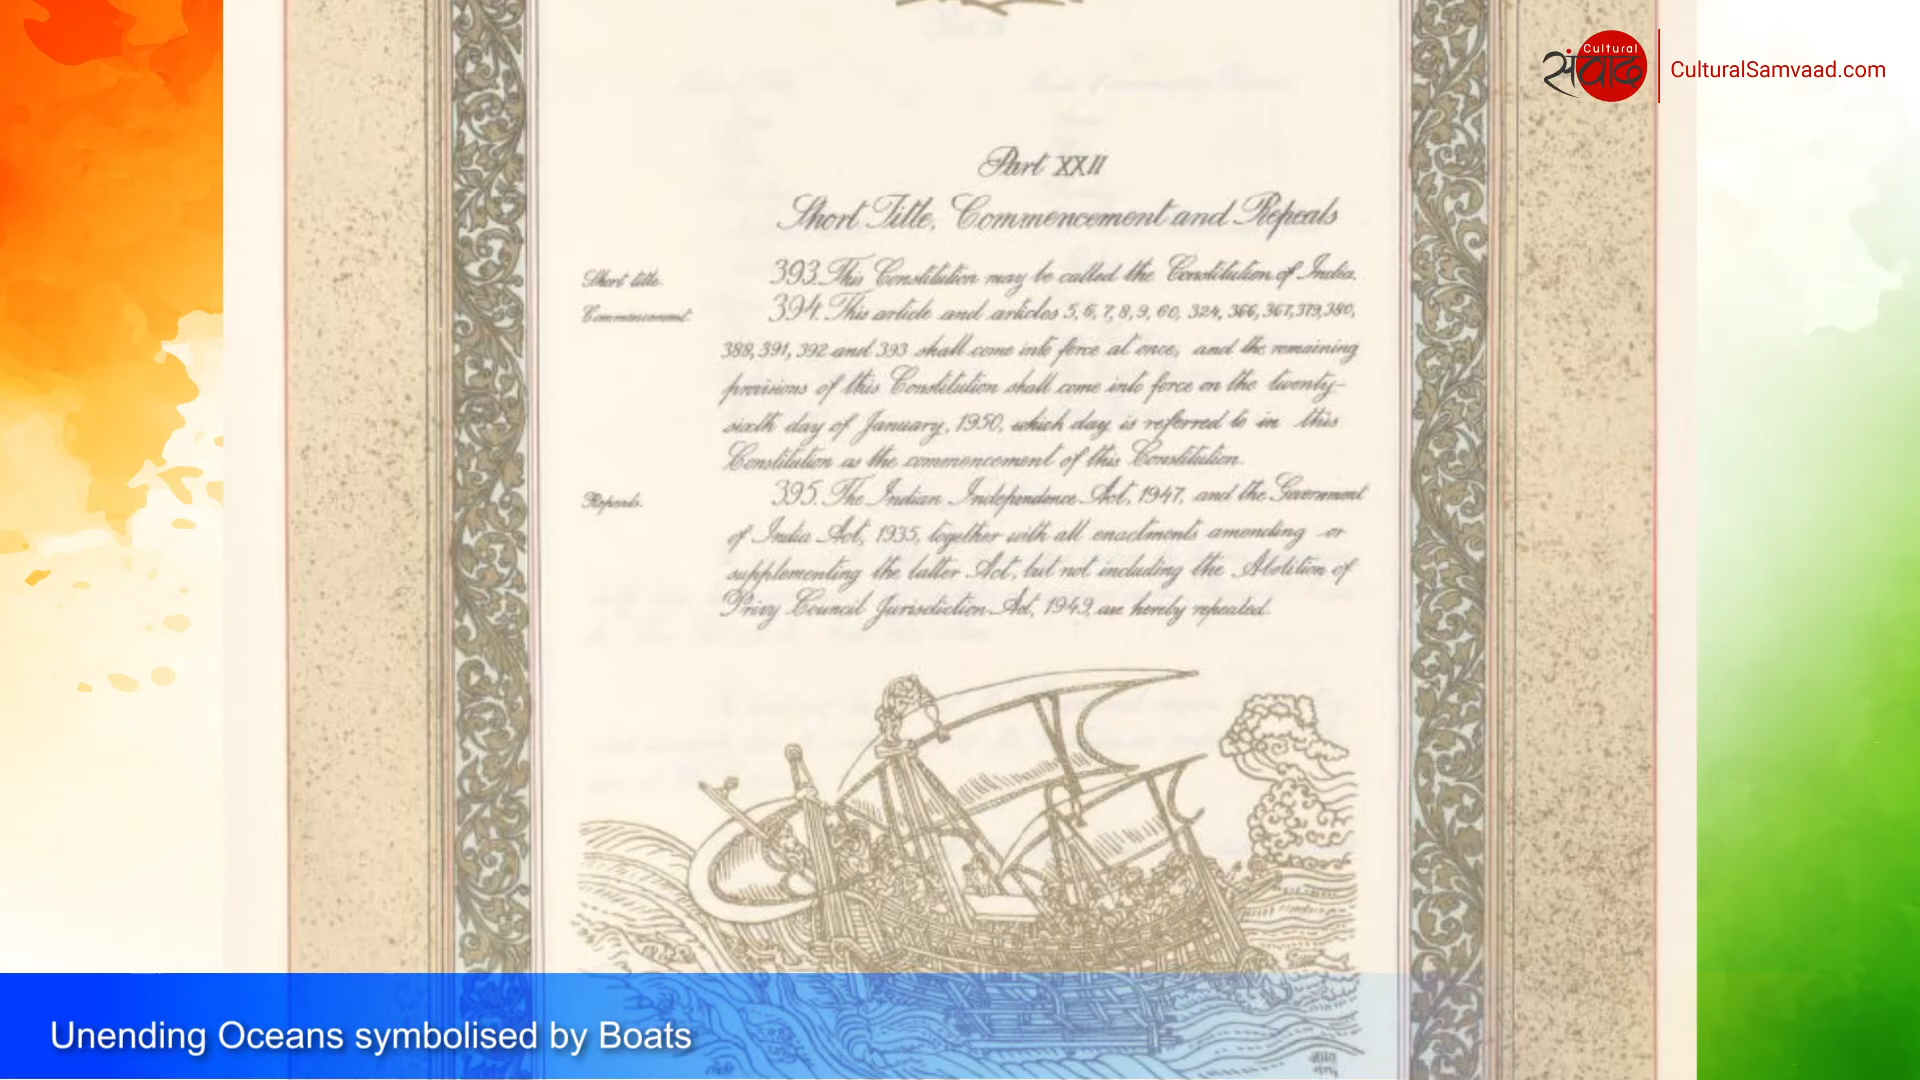 Cultural
संवाद
CulturalSamvaad.com
Part XXII
Short Title, Commencement and Repeals
Short title. 393. This Constitution may be called the Constitution of India.
Commencement. 394. This article and articles 5, 6, 7, 8, 9, 60, 324, 366, 367, 379, 380,
388, 391, 392 and 393 shall come into force at once, and the remaining
provisions of this Constitution shall come into force on the twenty-
sixth day of January, 1950, which day is referred to in this
Constitution as the commencement of this Constitution.
Repeals. 395. The Indian Independence Act, 1947, and the Government
of India Act, 1935, together with all enactments amending or
supplementing the latter Act, but not including the Abolition of
Privy Council Jurisdiction Act, 1949, are hereby repealed.
Unending Oceans symbolised by Boats